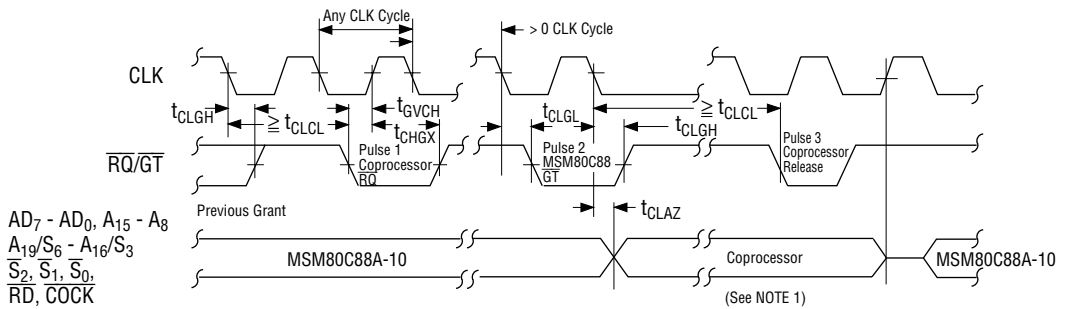 Any CLK Cycle
> 0 CLK Cycle
CLK
tCLGH
≧ tCLCL
tGVCH
tCHGX
tCLGL
≧ tCLCL
tCLGH
RQ/GT
Pulse 1
Coprocessor
RQ
Pulse 2
MSM80C88
GT
Pulse 3
Coprocessor
Release
Previous Grant
tCLAZ
AD7 - AD0, A15 - A8
A19/S6 - A16/S3
S2, S1, S0,
RD, COCK
MSM80C88A-10
Coprocessor
MSM80C88A-10
(See NOTE 1)